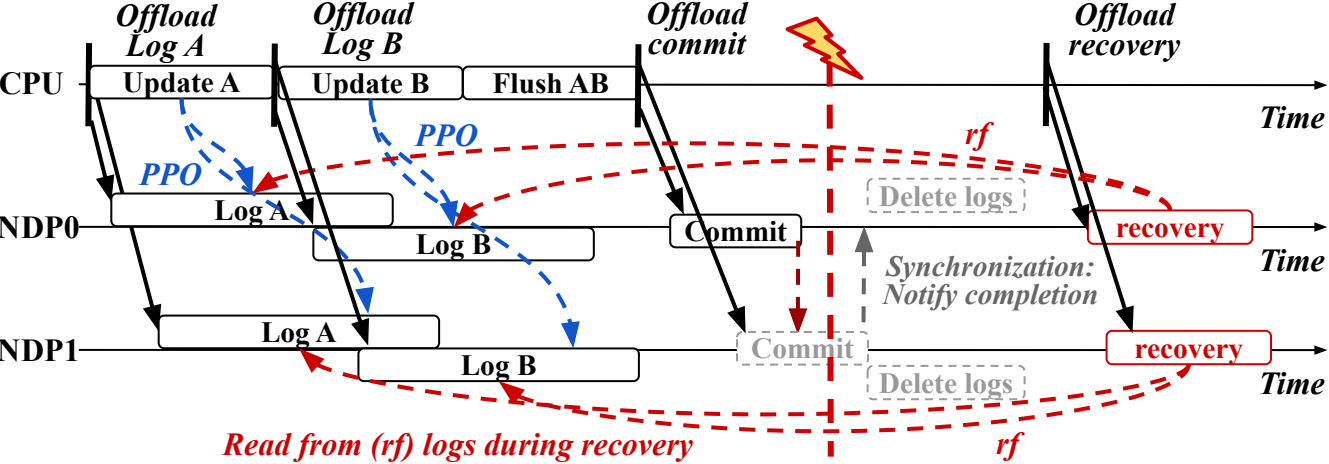 Offload
Log A
Offload
Log B
Offload
commit
Offload
recovery
CPU
Update A
Update B
Flush AB
Time
PPO
PPO
rf
Delete logs
Log A
NDP0
Log B
Commit
recovery
Time
Synchronization:
Notify completion
Log A
NDP1
Log B
Commit
recovery
Delete logs
Time
Read from (rf) logs during recovery
rf